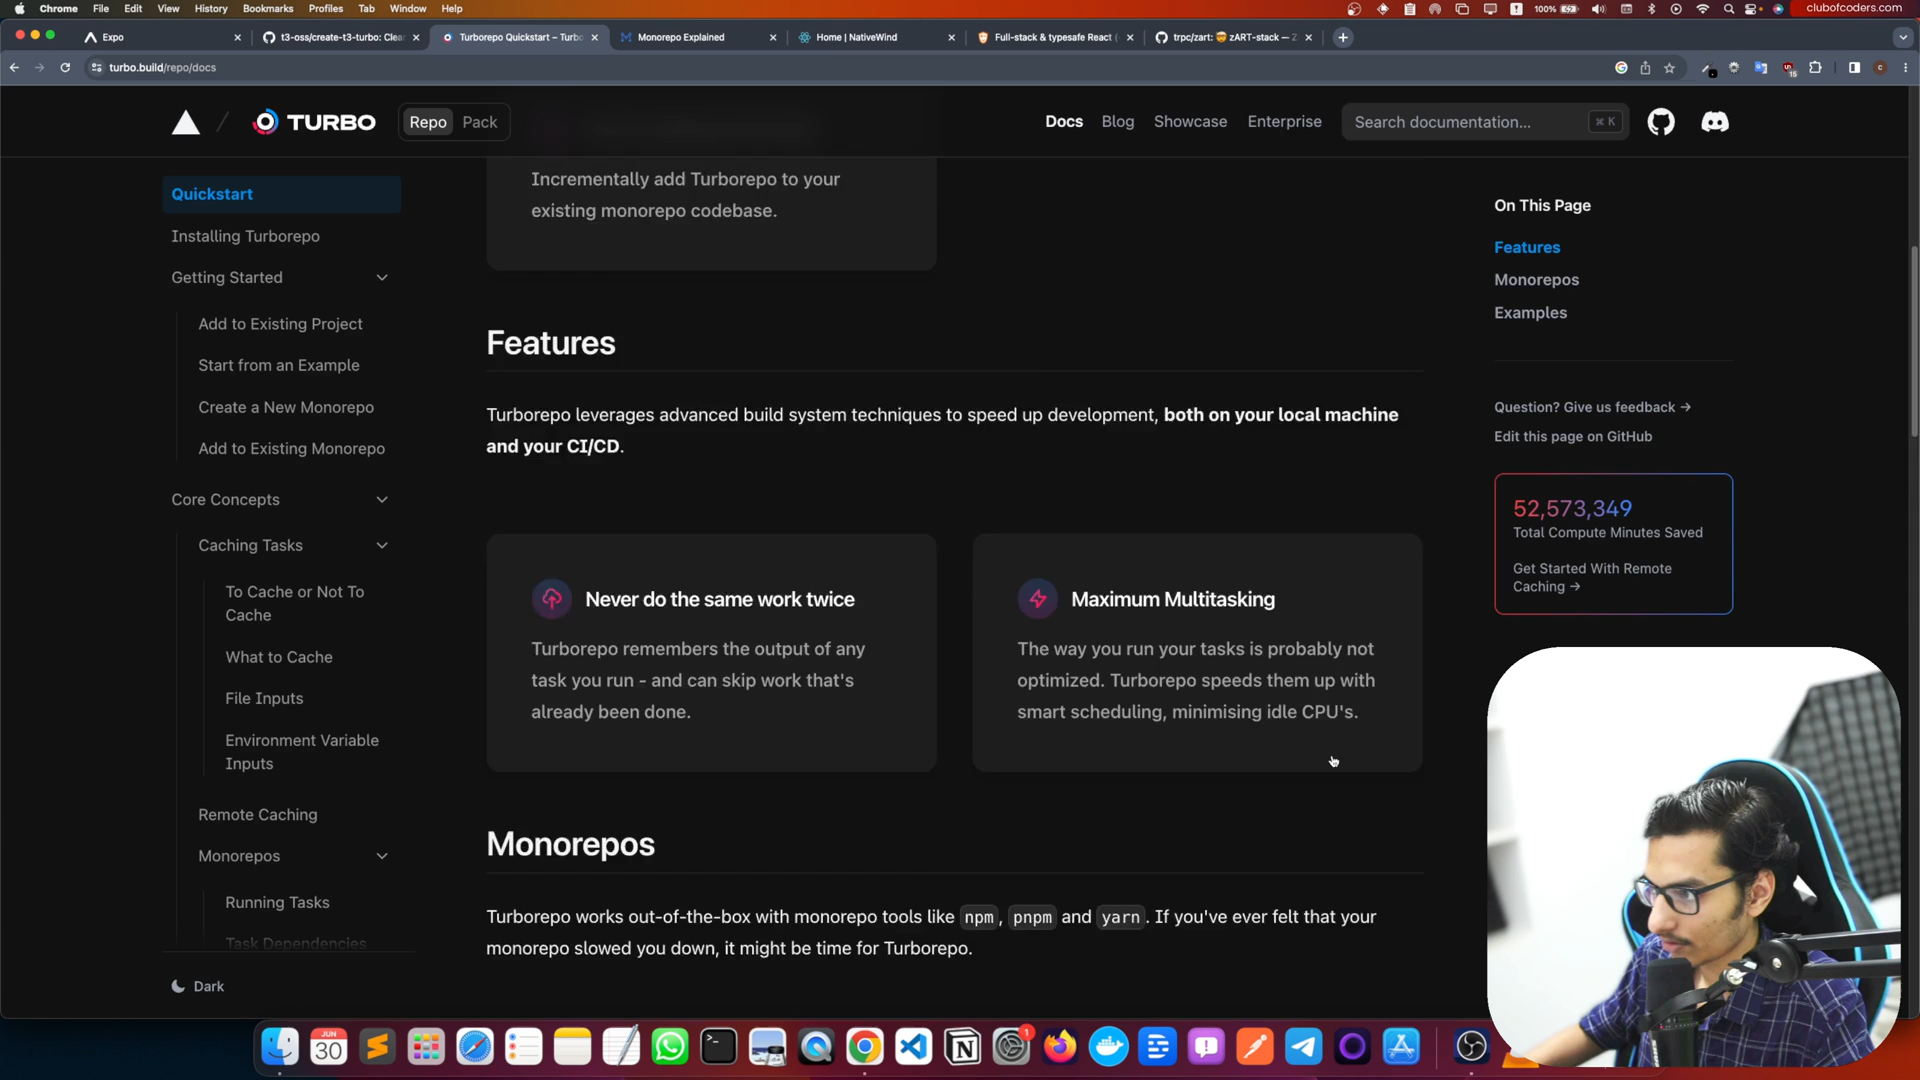 Chrome File Edit View History Bookmarks Profiles Tab Window Help
100%
clubofcoders.com
Expo
t3-oss/create-t3-turbo: Clea
Turborepo Quickstart – Turbo
Monorepo Explained
Home | NativeWind
Full-stack & typesafe React (
trpc/zart: 🤯 zART-stack — Z
turbo.build/repo/docs
15
TURBO
Repo Pack
Docs Blog Showcase Enterprise
Search documentation...
⌘ K
Quickstart
Installing Turborepo
Getting Started
Add to Existing Project
Start from an Example
Create a New Monorepo
Add to Existing Monorepo
Core Concepts
Caching Tasks
To Cache or Not To
Cache
What to Cache
File Inputs
Environment Variable
Inputs
Remote Caching
Monorepos
Running Tasks
Task Dependencies
Dark
Incrementally add Turborepo to your
existing monorepo codebase.
Features
Turborepo leverages advanced build system techniques to speed up development, both on your local machine
and your CI/CD.
Never do the same work twice
Turborepo remembers the output of any
task you run - and can skip work that's
already been done.
Maximum Multitasking
The way you run your tasks is probably not
optimized. Turborepo speeds them up with
smart scheduling, minimising idle CPU's.
Monorepos
Turborepo works out-of-the-box with monorepo tools like npm, pnpm and yarn. If you've ever felt that your
monorepo slowed you down, it might be time for Turborepo.
On This Page
Features
Monorepos
Examples
Question? Give us feedback →
Edit this page on GitHub
52,573,349
Total Compute Minutes Saved
Get Started With Remote
Caching →
JUN
30
1